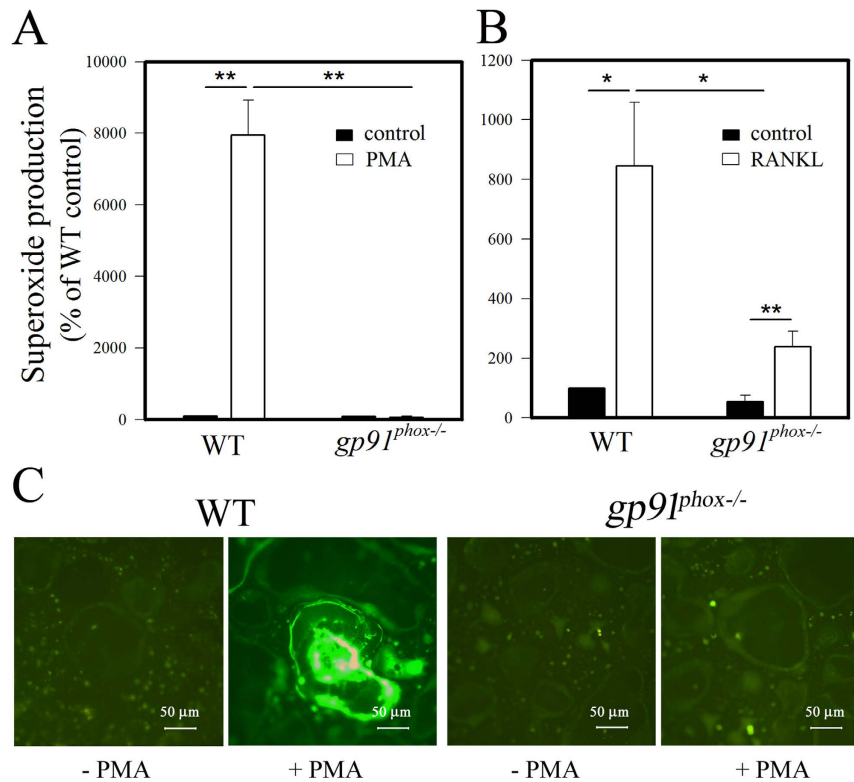 A
B
Superoxide production
(% of WT control)
10000
8000
6000
4000
2000
0
** **
control
PMA
WT gp91phox-/-
1200
1000
800
600
400
200
0
* *
control
RANKL
**
WT gp91phox-/-
C
WT gp91phox-/-
50 µm 50 µm 50 µm 50 µm
- PMA + PMA - PMA + PMA